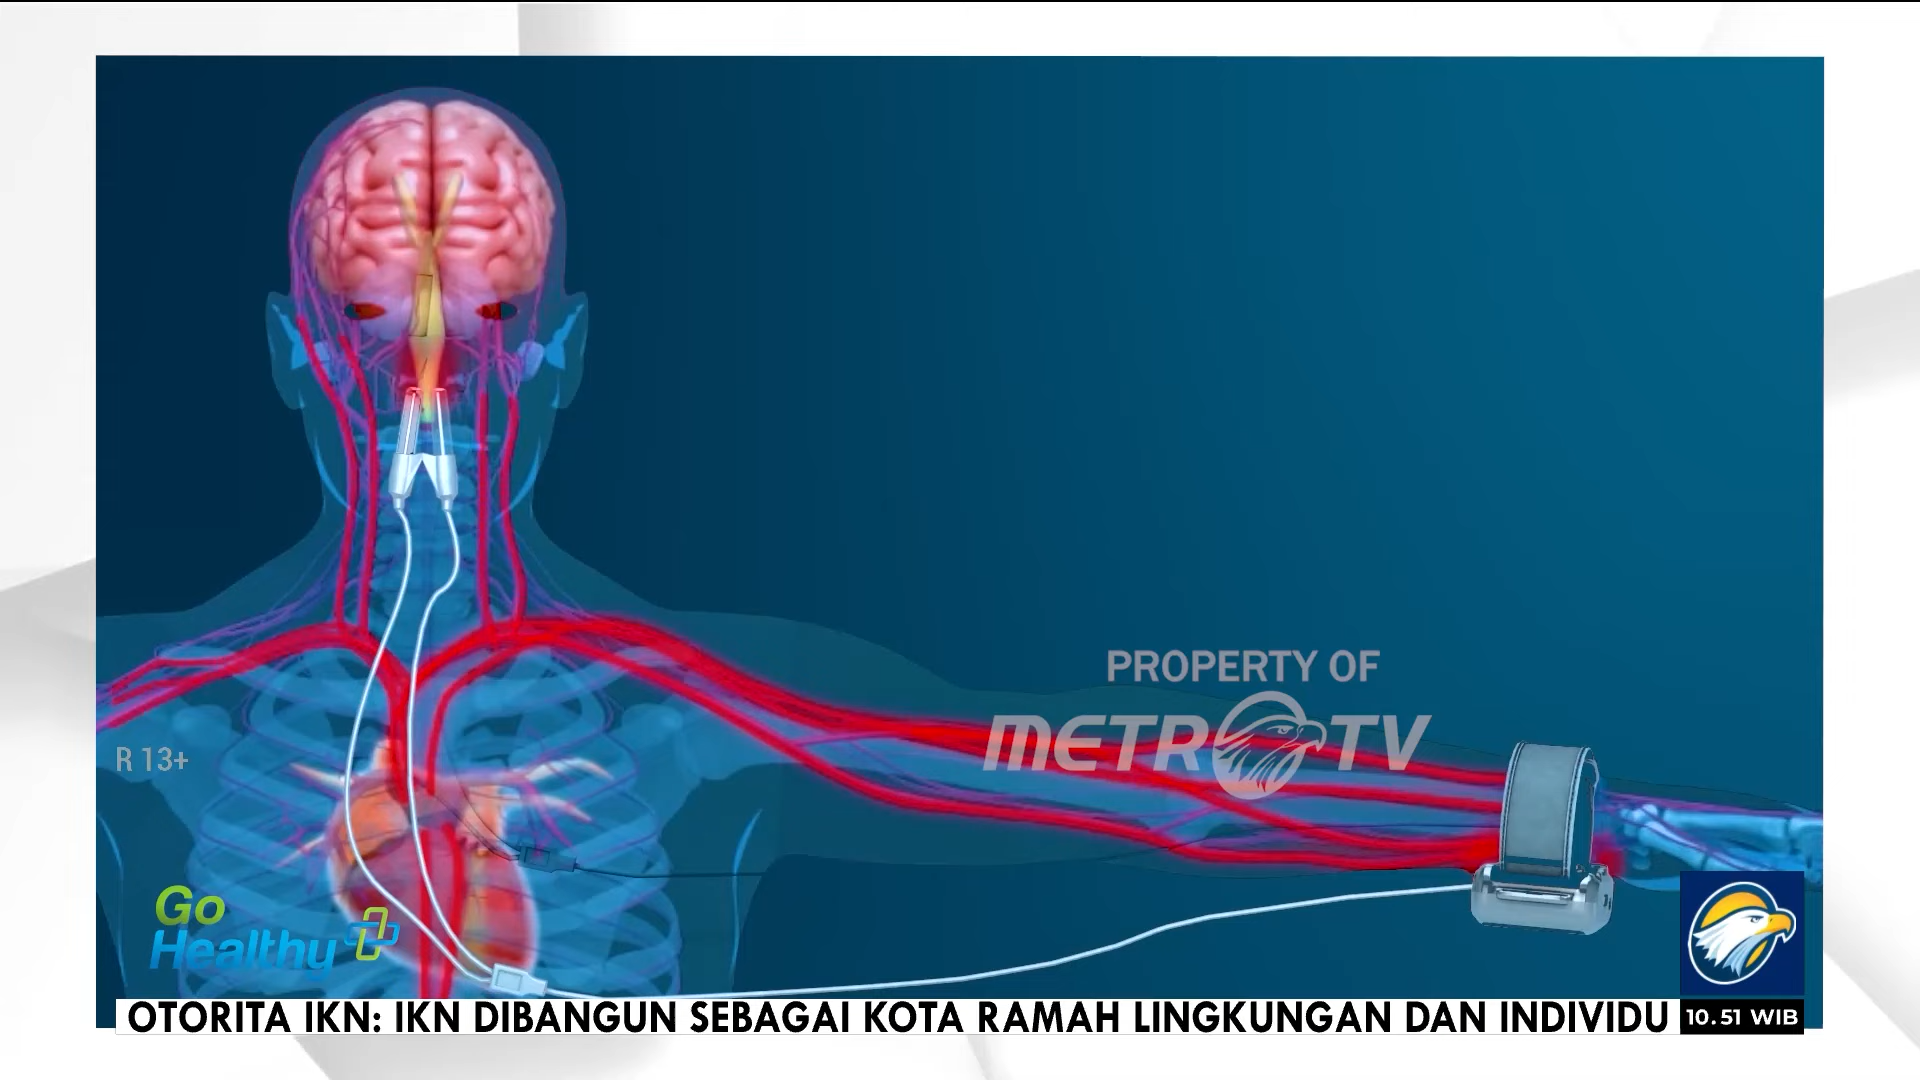 PROPERTY OF
METRO TV
R 13+
Go
Healthy
OTORITA IKN: IKN DIBANGUN SEBAGAI KOTA RAMAH LINGKUNGAN DAN INDIVIDU
10.51 WIB